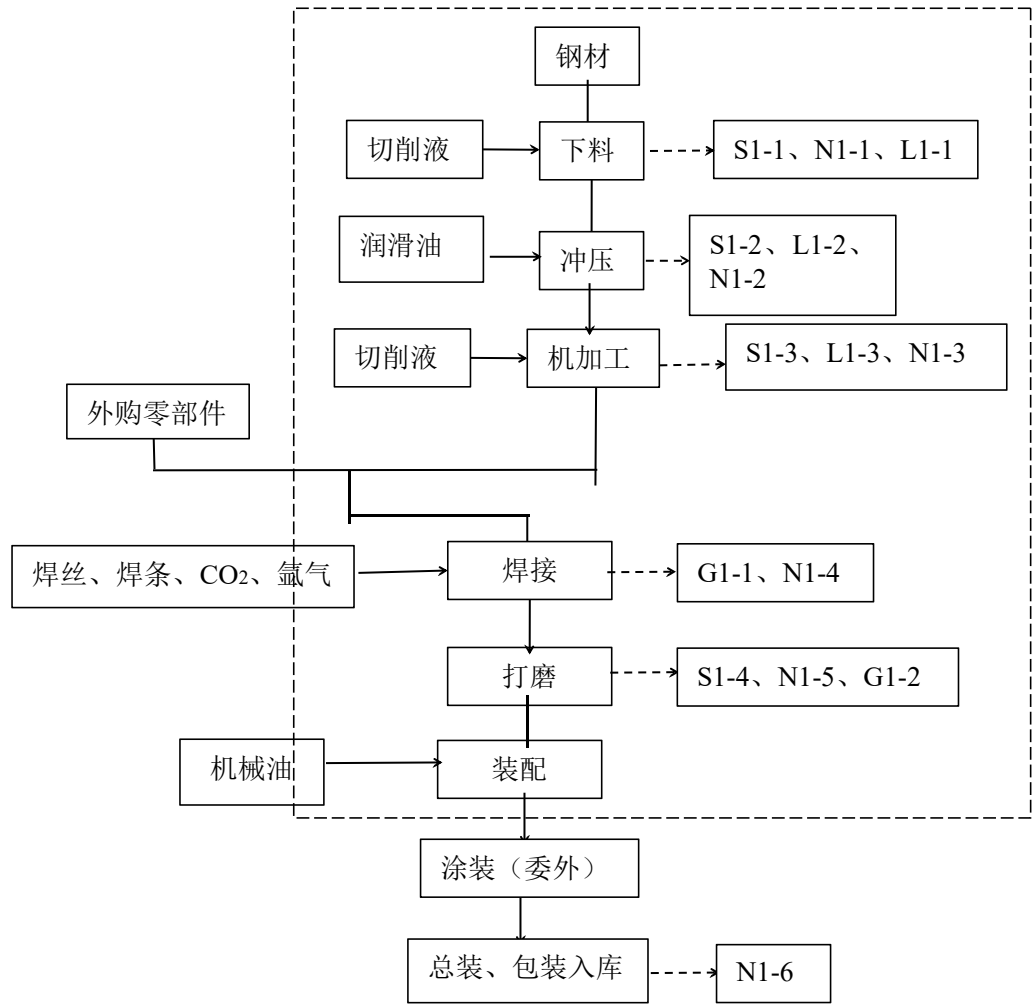 钢材
切削液
下料
S1-1、N1-1、L1-1
润滑油
冲压
S1-2、L1-2、
N1-2
切削液
机加工
S1-3、L1-3、N1-3
外购零部件
焊丝、焊条、CO₂、氩气
焊接
G1-1、N1-4
打磨
S1-4、N1-5、G1-2
机械油
装配
涂装（委外）
总装、包装入库
N1-6